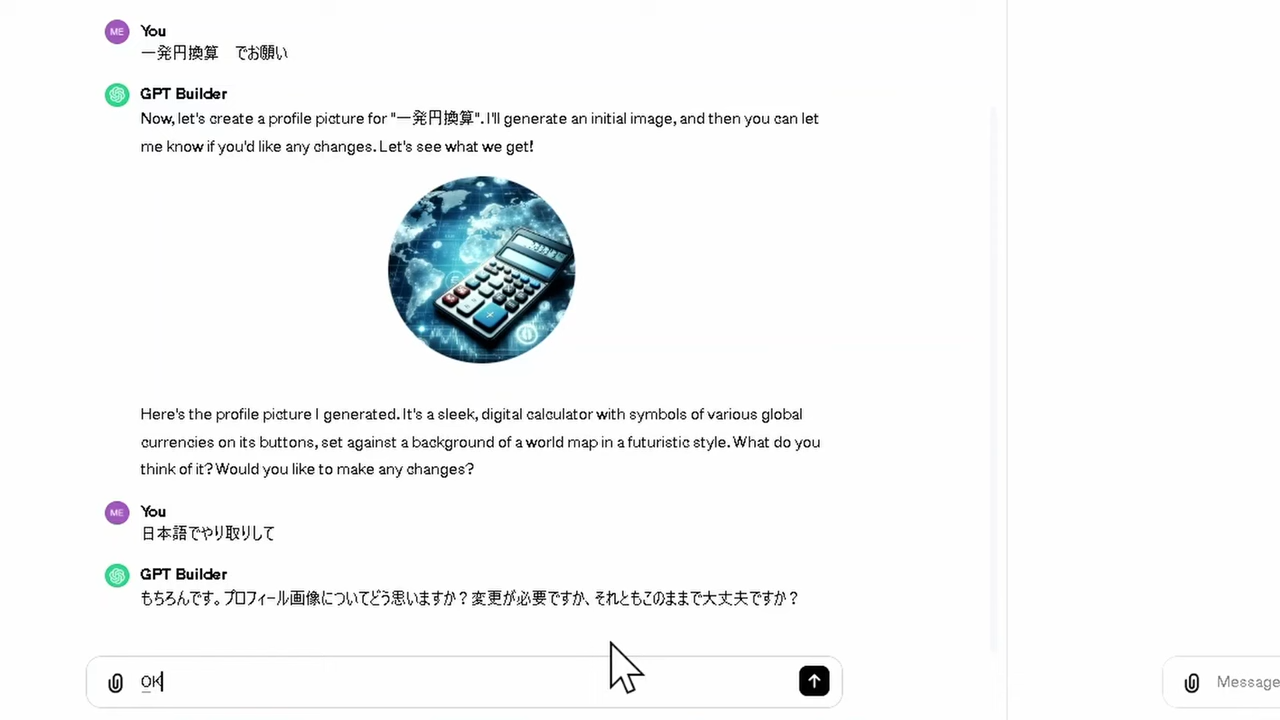 ME You
一発円換算　でお願い
GPT Builder
Now, let's create a profile picture for "一発円換算". I'll generate an initial image, and then you can let
me know if you'd like any changes. Let's see what we get!
Here's the profile picture I generated. It's a sleek, digital calculator with symbols of various global
currencies on its buttons, set against a background of a world map in a futuristic style. What do you
think of it? Would you like to make any changes?
ME You
日本語でやり取りして
GPT Builder
もちろんです。プロフィール画像についてどう思いますか？変更が必要ですか、それともこのままで大丈夫ですか？
OK
Message